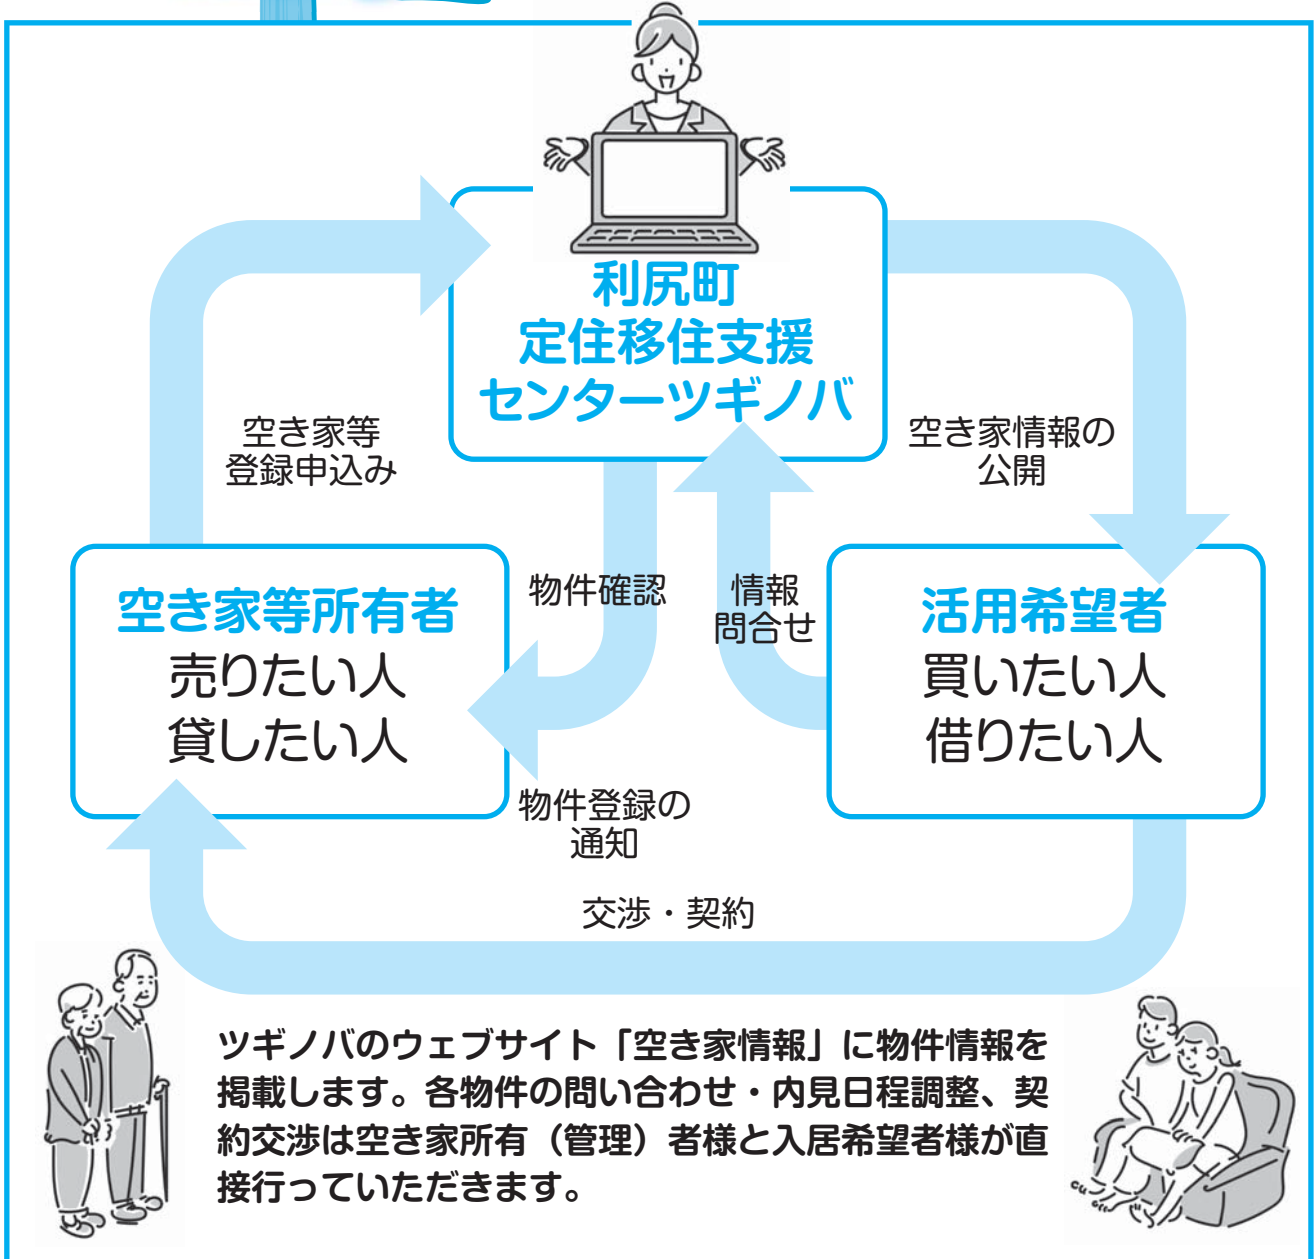 利尻町
定住移住支援
センターツギノバ
空き家等
登録申込み
空き家情報の
公開
物件確認
情報
問合せ
空き家等所有者
売りたい人
貸したい人
活用希望者
買いたい人
借りたい人
物件登録の
通知
交渉・契約
ツギノバのウェブサイト「空き家情報」に物件情報を
掲載します。各物件の問い合わせ・内見日程調整、契
約交渉は空き家所有（管理）者様と入居希望者様が直
接行っていただきます。